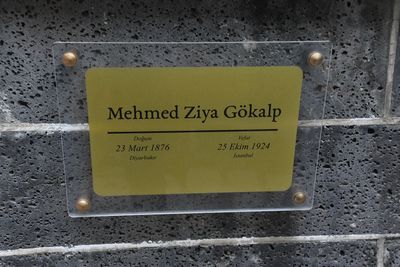 Mehmed Ziya Gökalp
Doğum Vefat
23 Mart 1876 25 Ekim 1924
Diyarbakır İstanbul